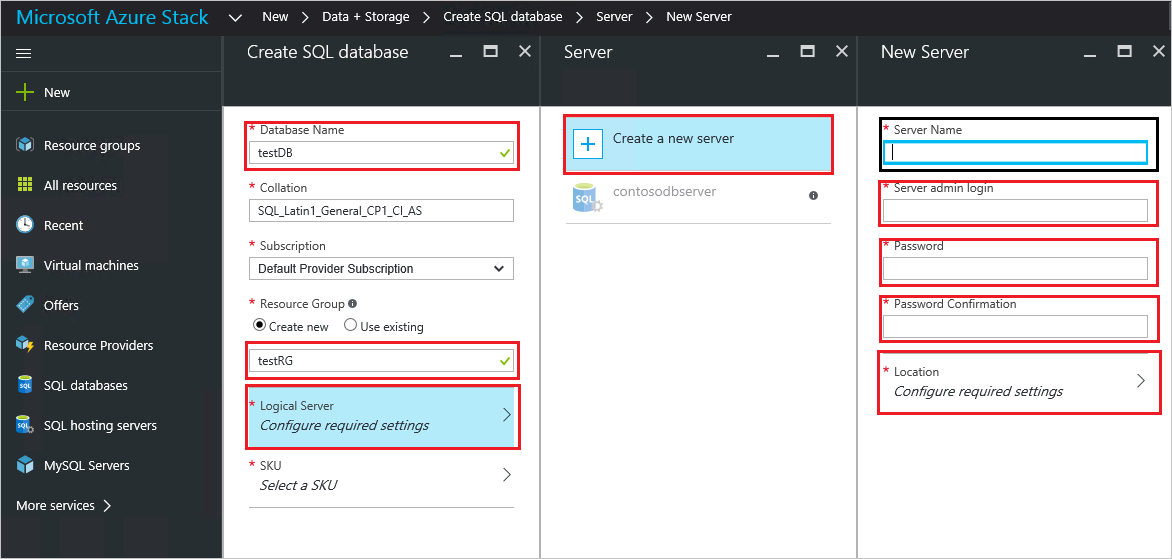 Microsoft Azure Stack New Data + Storage Create SQL database Server New Server
Create SQL database
Server
New Server
New
Resource groups
All resources
Recent
Virtual machines
Offers
Resource Providers
SQL databases
SQL hosting servers
MySQL Servers
More services
* Database Name
testDB
* Collation
SQL_Latin1_General_CP1_CI_AS
* Subscription
Default Provider Subscription
* Resource Group
Create new Use existing
testRG
* Logical Server
Configure required settings
* SKU
Select a SKU
Create a new server
SQL
contosodbserver
* Server Name
* Server admin login
* Password
* Password Confirmation
* Location
Configure required settings